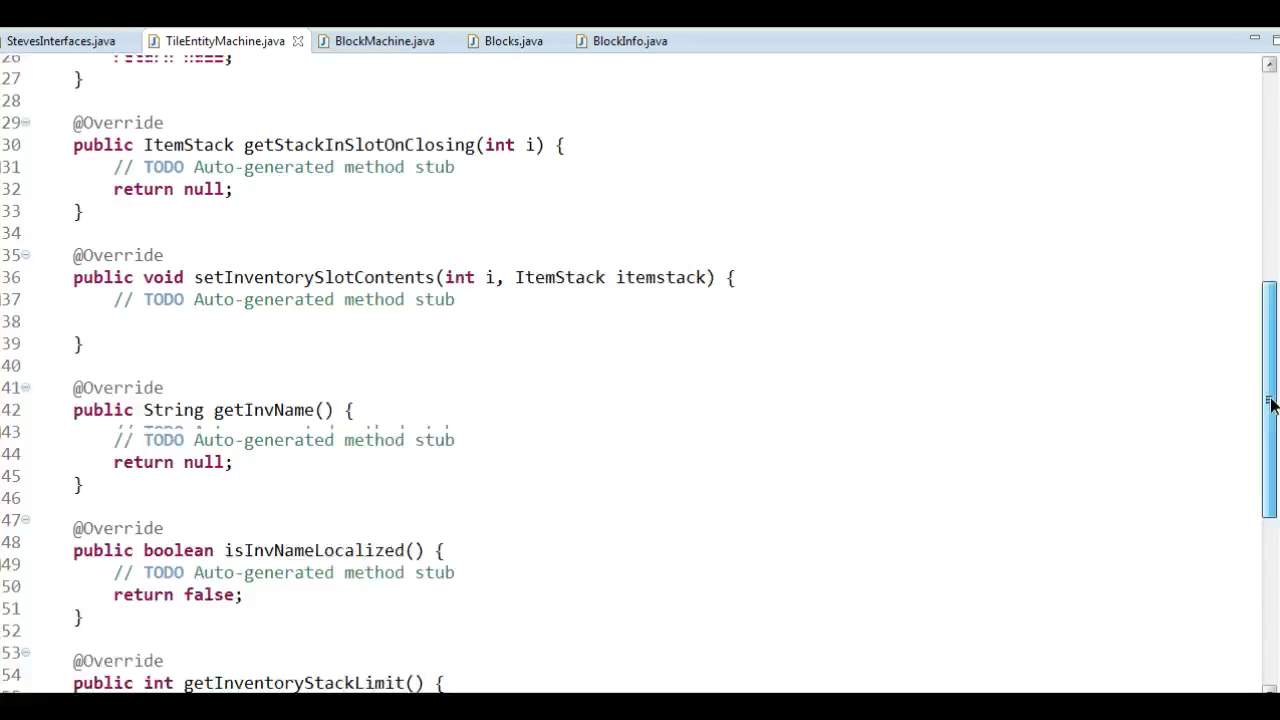 StevesInterfaces.java TileEntityMachine.java BlockMachine.java Blocks.java BlockInfo.java
26 return null;
27 }
28
29 @Override
30 public ItemStack getStackInSlotOnClosing(int i) {
31 // TODO Auto-generated method stub
32 return null;
33 }
34
35 @Override
36 public void setInventorySlotContents(int i, ItemStack itemstack) {
37 // TODO Auto-generated method stub
38
39 }
40
41 @Override
42 public String getInvName() {
43 // TODO Auto-generated method stub
44 return null;
45 }
46
47 @Override
48 public boolean isInvNameLocalized() {
49 // TODO Auto-generated method stub
50 return false;
51 }
52
53 @Override
54 public int getInventoryStackLimit() {